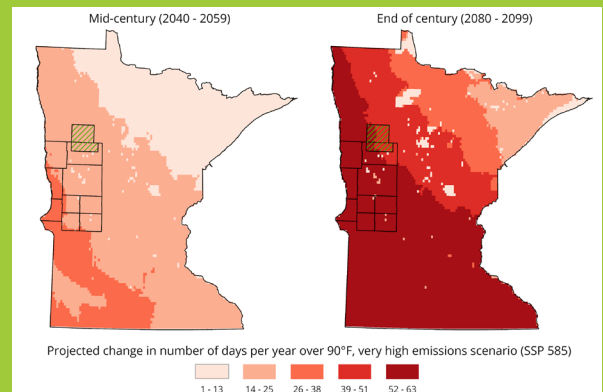 Mid-century (2040 - 2059)
End of century (2080 - 2099)
Projected change in number of days per year over 90°F, very high emissions scenario (SSP 585)
1 - 13
14 - 25
26 - 38
39 - 51
52 - 63